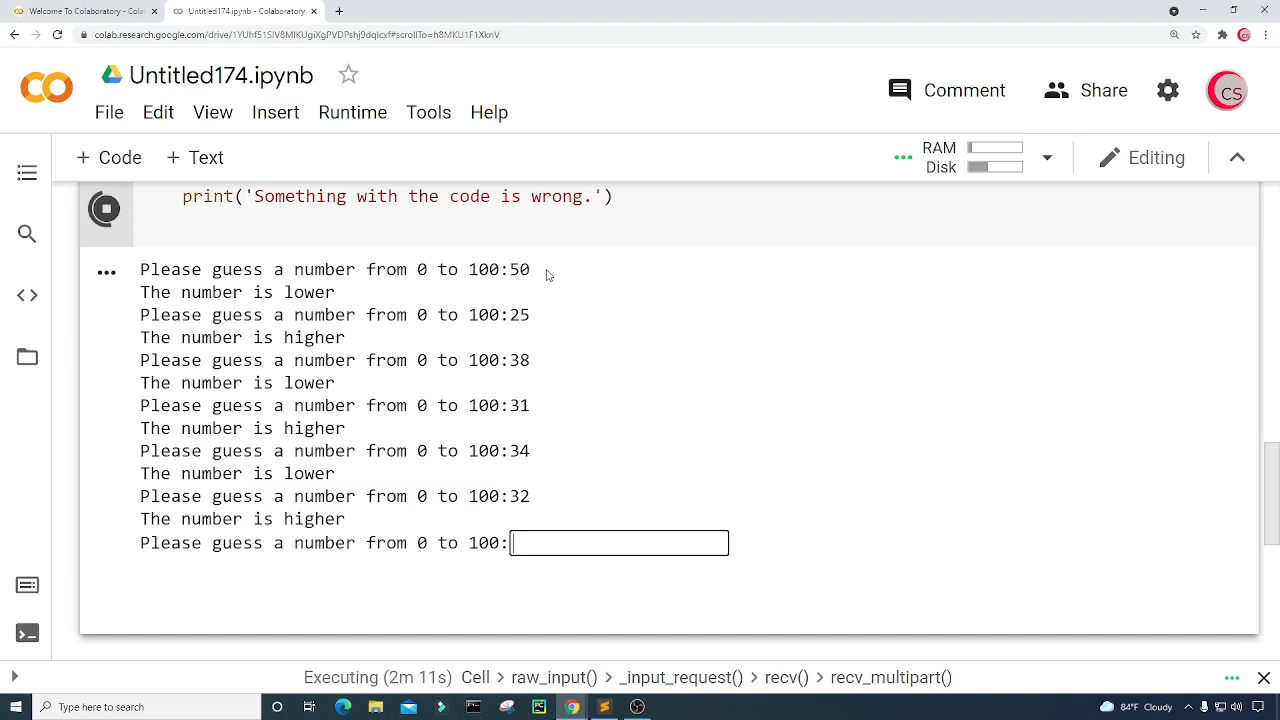 Welcome To Colaboratory - Colal
Untitled174.ipynb - Colaboratory
colab.research.google.com/drive/1YUhf51SIV8MIKUgiXgPVDPshj9dqIcxf#scrollTo=h8MKU1F1XknV
Untitled174.ipynb
Comment
Share
CS
File Edit View Insert Runtime Tools Help
+ Code + Text
RAM
Disk
Editing
print('Something with the code is wrong.')
Please guess a number from 0 to 100:50
The number is lower
Please guess a number from 0 to 100:25
The number is higher
Please guess a number from 0 to 100:38
The number is lower
Please guess a number from 0 to 100:31
The number is higher
Please guess a number from 0 to 100:34
The number is lower
Please guess a number from 0 to 100:32
The number is higher
Please guess a number from 0 to 100:
Executing (2m 11s) Cell > raw_input() > _input_request() > recv() > recv_multipart()
Type here to search
84°F Cloudy